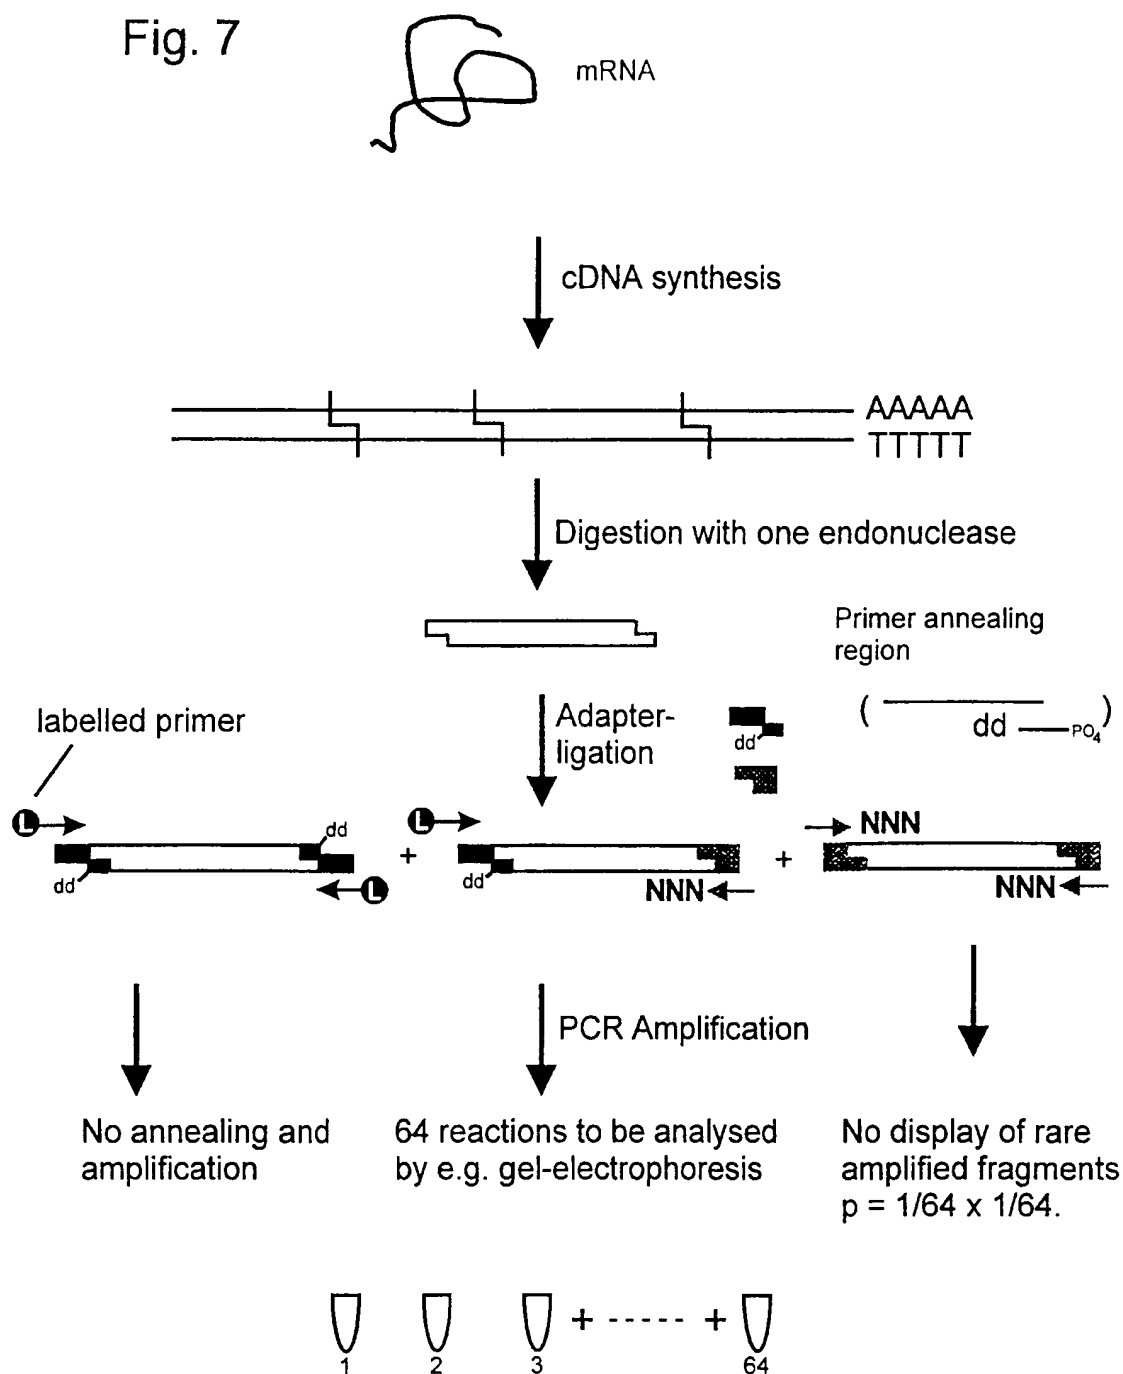 Fig. 7
mRNA
cDNA synthesis
AAAAA
TTTTT
Digestion with one endonuclease
Primer annealing
region
labelled primer
Adapter-
ligation
dd
( dd PO4 )
L
dd
dd
L
+
L
dd
NNN
+
NNN
NNN
PCR Amplification
No annealing and
amplification
64 reactions to be analysed
by e.g. gel-electrophoresis
No display of rare
amplified fragments
p = 1/64 x 1/64.
+ ----- +
1 2 3 64